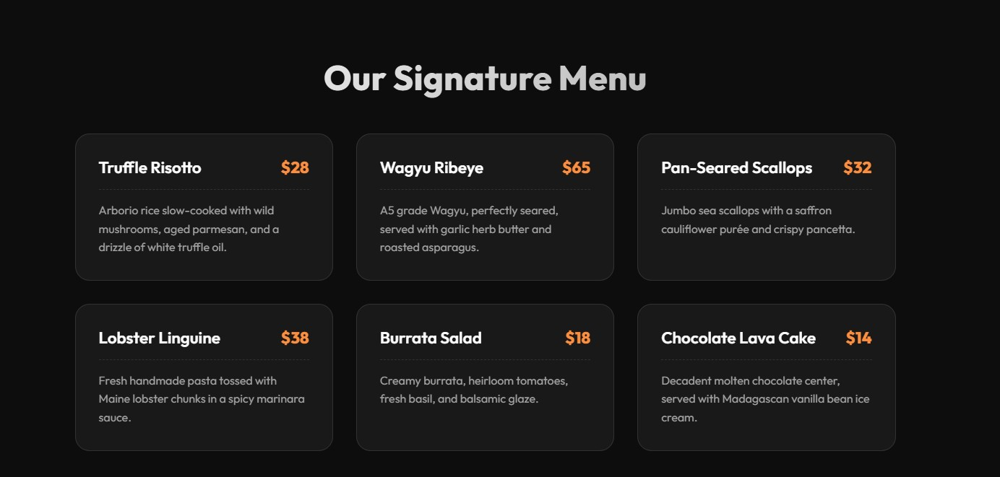 Our Signature Menu
Truffle Risotto $28
Arborio rice slow-cooked with wild
mushrooms, aged parmesan, and a
drizzle of white truffle oil.
Wagyu Ribeye $65
A5 grade Wagyu, perfectly seared,
served with garlic herb butter and
roasted asparagus.
Pan-Seared Scallops $32
Jumbo sea scallops with a saffron
cauliflower purée and crispy pancetta.
Lobster Linguine $38
Fresh handmade pasta tossed with
Maine lobster chunks in a spicy marinara
sauce.
Burrata Salad $18
Creamy burrata, heirloom tomatoes,
fresh basil, and balsamic glaze.
Chocolate Lava Cake $14
Decadent molten chocolate center,
served with Madagascan vanilla bean ice
cream.